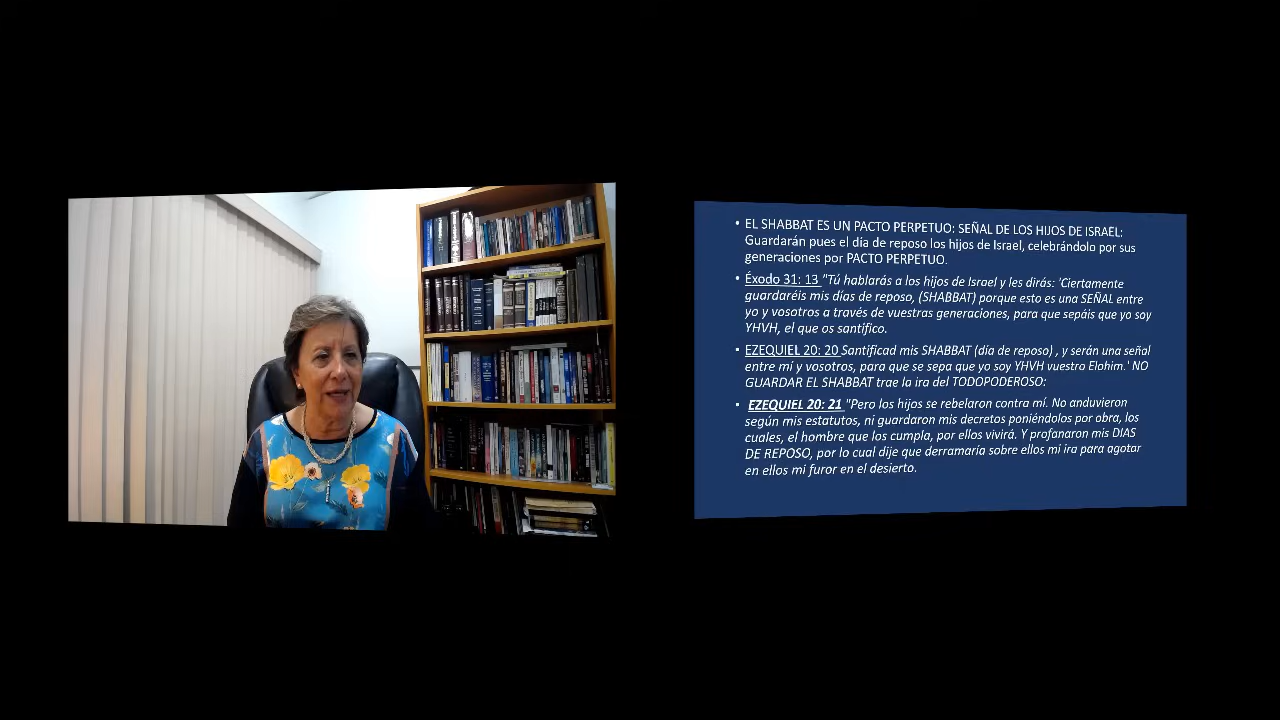 • EL SHABBAT ES UN PACTO PERPETUO: SEÑAL DE LOS HIJOS DE ISRAEL:
Guardarán pues el día de reposo los hijos de Israel, celebrándolo por sus
generaciones por PACTO PERPETUO.
• Éxodo 31: 13 "Tú hablarás a los hijos de Israel y les dirás: 'Ciertamente
guardaréis mis días de reposo, (SHABBAT) porque esto es una SEÑAL entre
yo y vosotros a través de vuestras generaciones, para que sepáis que yo soy
YHVH, el que os santífico.
• EZEQUIEL 20: 20 Santificad mis SHABBAT (día de reposo) , y serán una señal
entre mí y vosotros, para que se sepa que yo soy YHVH vuestro Elohim.' NO
GUARDAR EL SHABBAT trae la ira del TODOPODEROSO:
• EZEQUIEL 20: 21 "Pero los hijos se rebelaron contra mí. No anduvieron
según mis estatutos, ni guardaron mis decretos poniéndolos por obra, los
cuales, el hombre que los cumpla, por ellos vivirá. Y profanaron mis DIAS
DE REPOSO, por lo cual dije que derramaría sobre ellos mi ira para agotar
en ellos mi furor en el desierto.